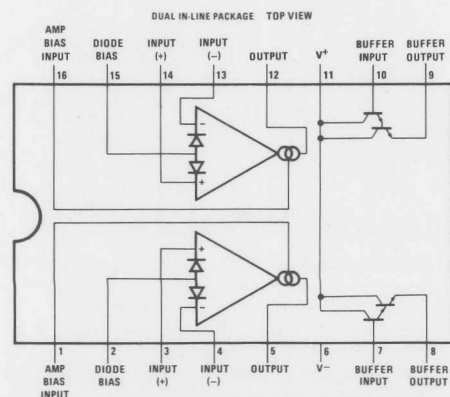 DUAL IN-LINE PACKAGE TOP VIEW
AMP BIAS INPUT
DIODE BIAS
INPUT (+)
INPUT (−)
OUTPUT
V+
BUFFER INPUT
BUFFER OUTPUT
16 15 14 13 12 11 10 9
−
+
+
−
1 2 3 4 5 6 7 8
AMP BIAS INPUT
DIODE BIAS
INPUT (+)
INPUT (−)
OUTPUT
V−
BUFFER INPUT
BUFFER OUTPUT